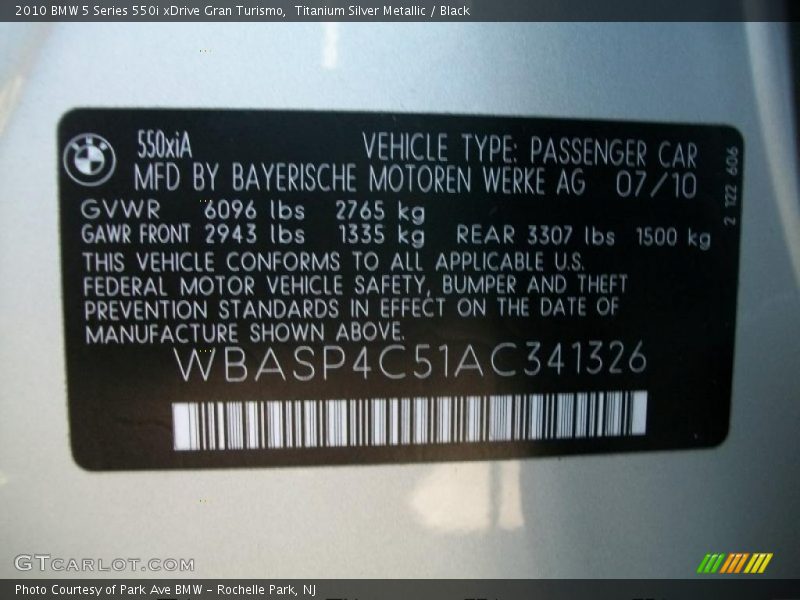 2010 BMW 5 Series 550i xDrive Gran Turismo, Titanium Silver Metallic / Black
550xiA VEHICLE TYPE: PASSENGER CAR
MFD BY BAYERISCHE MOTOREN WERKE AG 07/10
2 122 606
GVWR 6096 lbs 2765 kg
GAWR FRONT 2943 lbs 1335 kg REAR 3307 lbs 1500 kg
THIS VEHICLE CONFORMS TO ALL APPLICABLE U.S.
FEDERAL MOTOR VEHICLE SAFETY, BUMPER AND THEFT
PREVENTION STANDARDS IN EFFECT ON THE DATE OF
MANUFACTURE SHOWN ABOVE.
WBASP4C51AC341326
GTCARLOT.COM
Photo Courtesy of Park Ave BMW - Rochelle Park, NJ